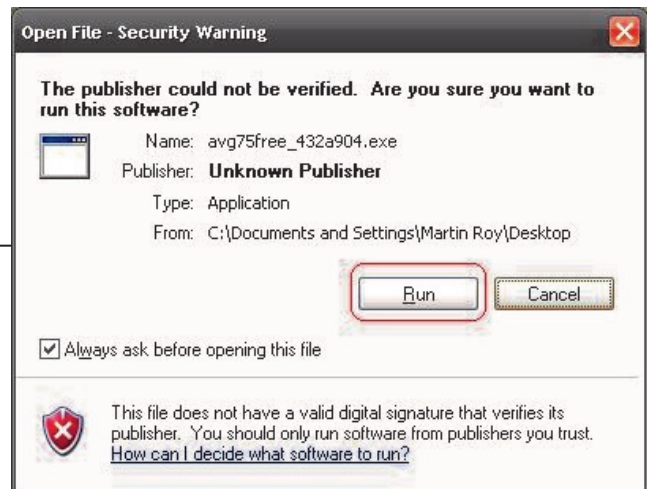 Open File - Security Warning
The publisher could not be verified. Are you sure you want to
run this software?
Name: avg75free_432a904.exe
Publisher: Unknown Publisher
Type: Application
From: C:\Documents and Settings\Martin Roy\Desktop
Run Cancel
Always ask before opening this file
This file does not have a valid digital signature that verifies its
publisher. You should only run software from publishers you trust.
How can I decide what software to run?